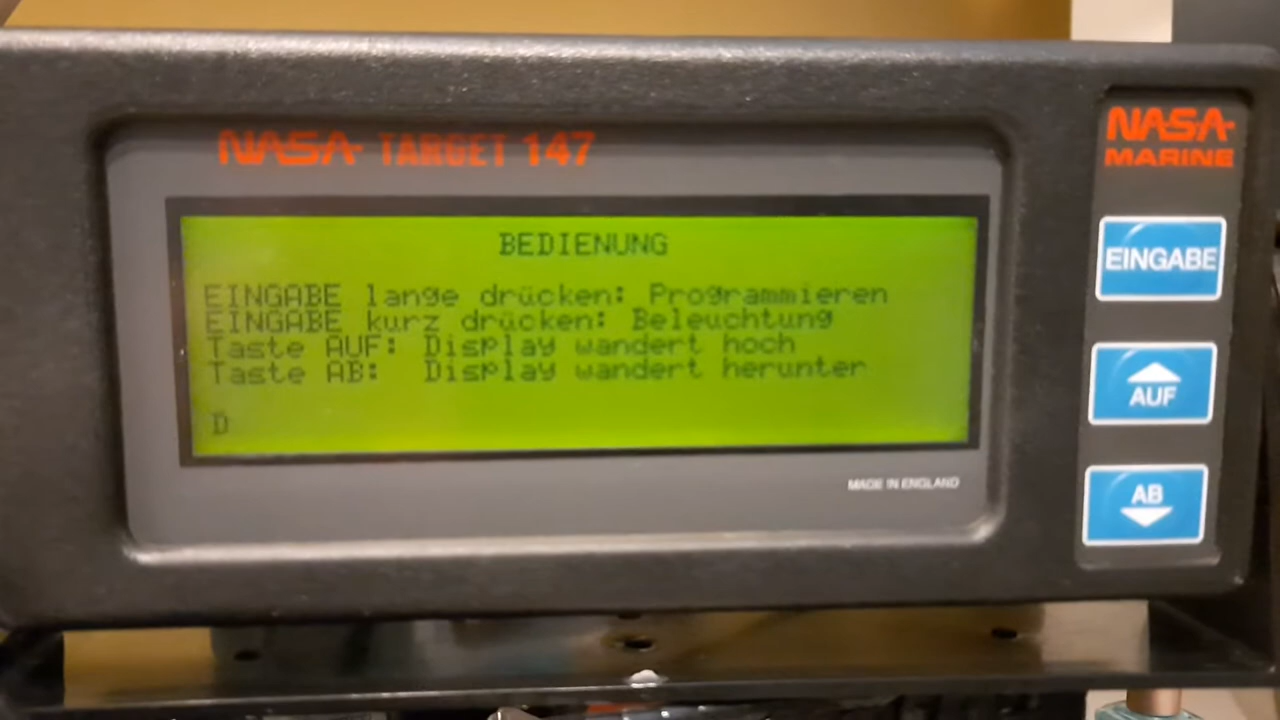 NASA TARGET 147
BEDIENUNG
EINGABE lange drücken: Programmieren
EINGABE kurz drücken: Beleuchtung
Taste AUF: Display wandert hoch
Taste AB: Display wandert herunter
D
MADE IN ENGLAND
NASA
MARINE
EINGABE
AUF
AB